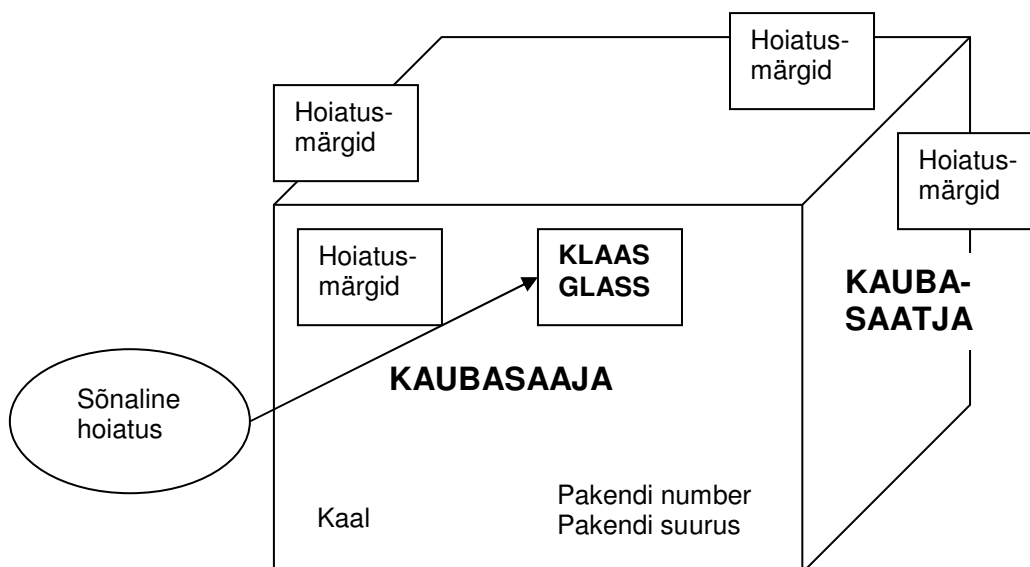 Hoiatus-
märgid
Hoiatus-
märgid
Hoiatus-
märgid
Hoiatus-
märgid
KLAAS
GLASS
KAUBA-
SAATJA
KAUBASAAJA
Sõnaline
hoiatus
Kaal
Pakendi number
Pakendi suurus